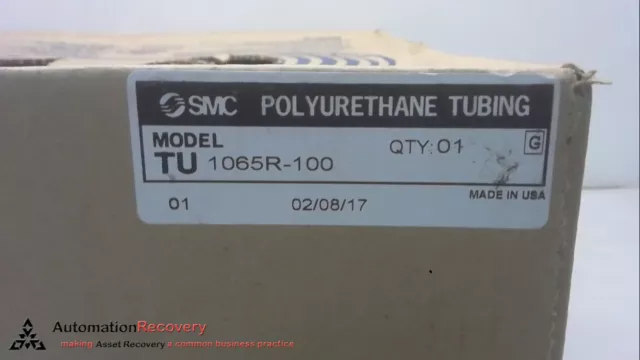 SMC POLYURETHANE TUBING
MODEL
TU 1065R-100
QTY: 01
G
MADE IN USA
01 02/08/17
AutomationRecovery
making Asset Recovery a common business practice